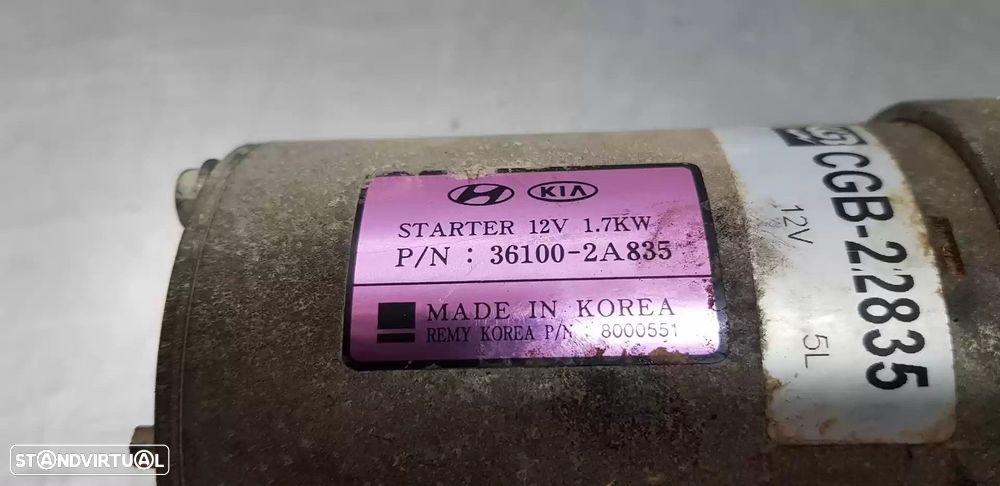 KIA
STARTER 12V 1.7KW
P/N : 36100-2A835
MADE IN KOREA
REMY KOREA P/N : 8000551
CGB-22835
12V
5L
STANDVIRTUAL